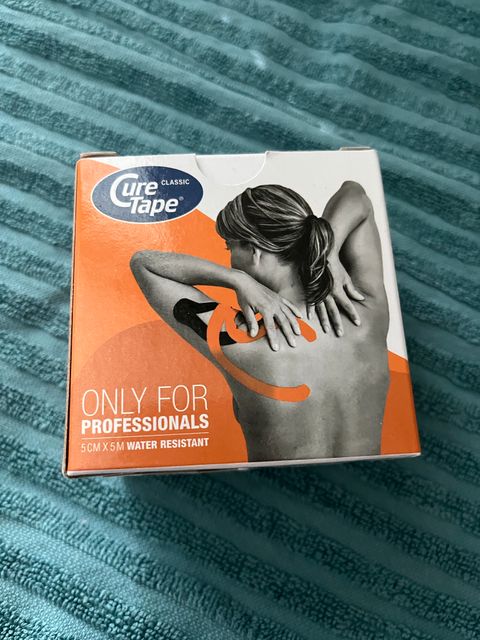 Cure CLASSIC
Tape®
ONLY FOR
PROFESSIONALS
5 CM X 5 M WATER RESISTANT